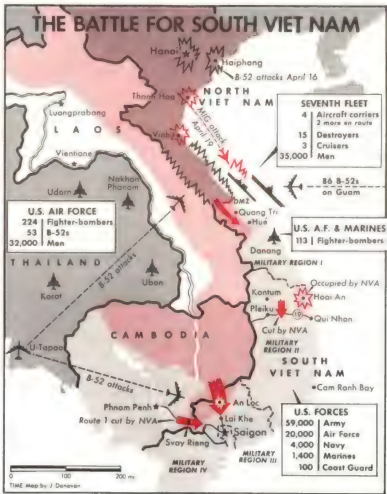 THE BATTLE FOR SOUTH VIET NAM
Hanoi
Haiphong
B-52 attacks April 16
Thanh Hoa
NORTH
VIET NAM
MIG attack
April 19
Vinh
SEVENTH FLEET
4 Aircraft carriers
2 more en route
15 Destroyers
3 Cruisers
35,000 Men
Luangprabang
LAOS
Vientiane
86 B-52s
on Guam
Nakhon
Phanom
Udorn
DMZ
Quang Tri
Hue
U.S. AIR FORCE
224 Fighter-bombers
53 B-52s
32,000 Men
U.S. A.F. & MARINES
113 Fighter-bombers
Danang
MILITARY REGION I
THAILAND
Korat
Ubon
B-52 attacks
Kontum
Occupied by NVA
Hoai An
Pleiku
19
Qui Nhon
Cut by NVA
MILITARY
REGION II
CAMBODIA
SOUTH
VIET NAM
U-Tapao
B-52 attacks
Cam Ranh Bay
Phnom Penh
An Loc
Route 1 cut by NVA
Lai Khe
Saigon
Svay Rieng
MILITARY
REGION III
MILITARY
REGION IV
U.S. FORCES
59,000 Army
20,000 Air Force
4,000 Navy
1,400 Marines
100 Coast Guard
0 100 200 mi
TIME Map by J. Donovan